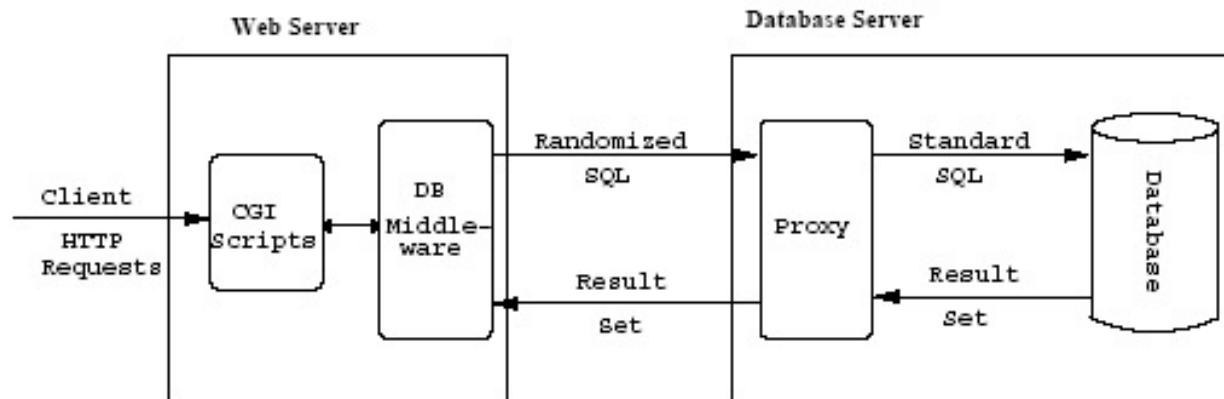 Web Server
Database Server
Client
HTTP
Requests
CGI
Scripts
DB
Middle-
ware
Randomized
SQL
Result
Set
Proxy
Standard
SQL
Result
Set
Database